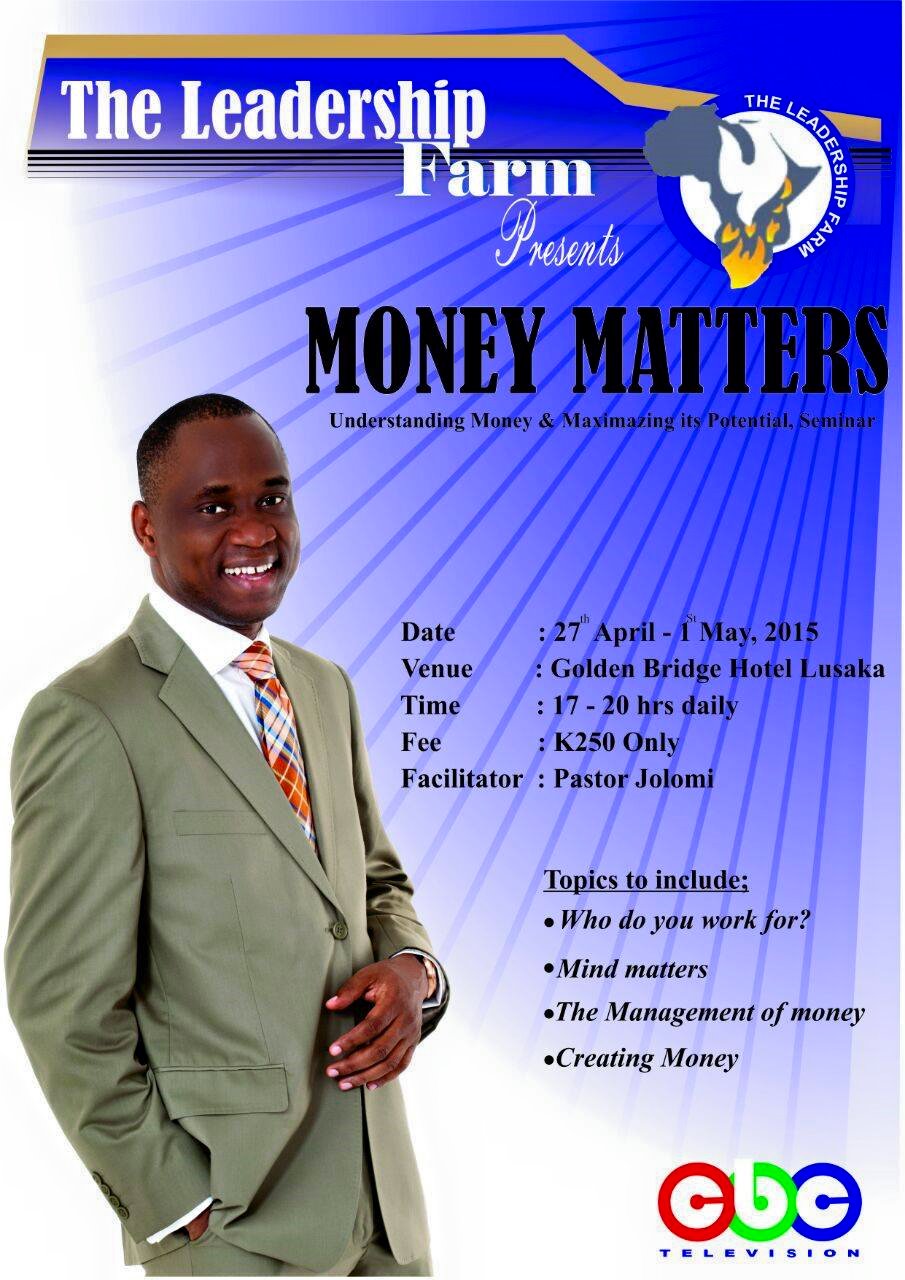 The Leadership
Farm
Presents
THE LEADERSHIP FARM
MONEY MATTERS
Understanding Money & Maximazing its Potential, Seminar
Date : 27th April - 1St May, 2015
Venue : Golden Bridge Hotel Lusaka
Time : 17 - 20 hrs daily
Fee : K250 Only
Facilitator : Pastor Jolomi
Topics to include;
• Who do you work for?
• Mind matters
• The Management of money
• Creating Money
cbc
TELEVISION